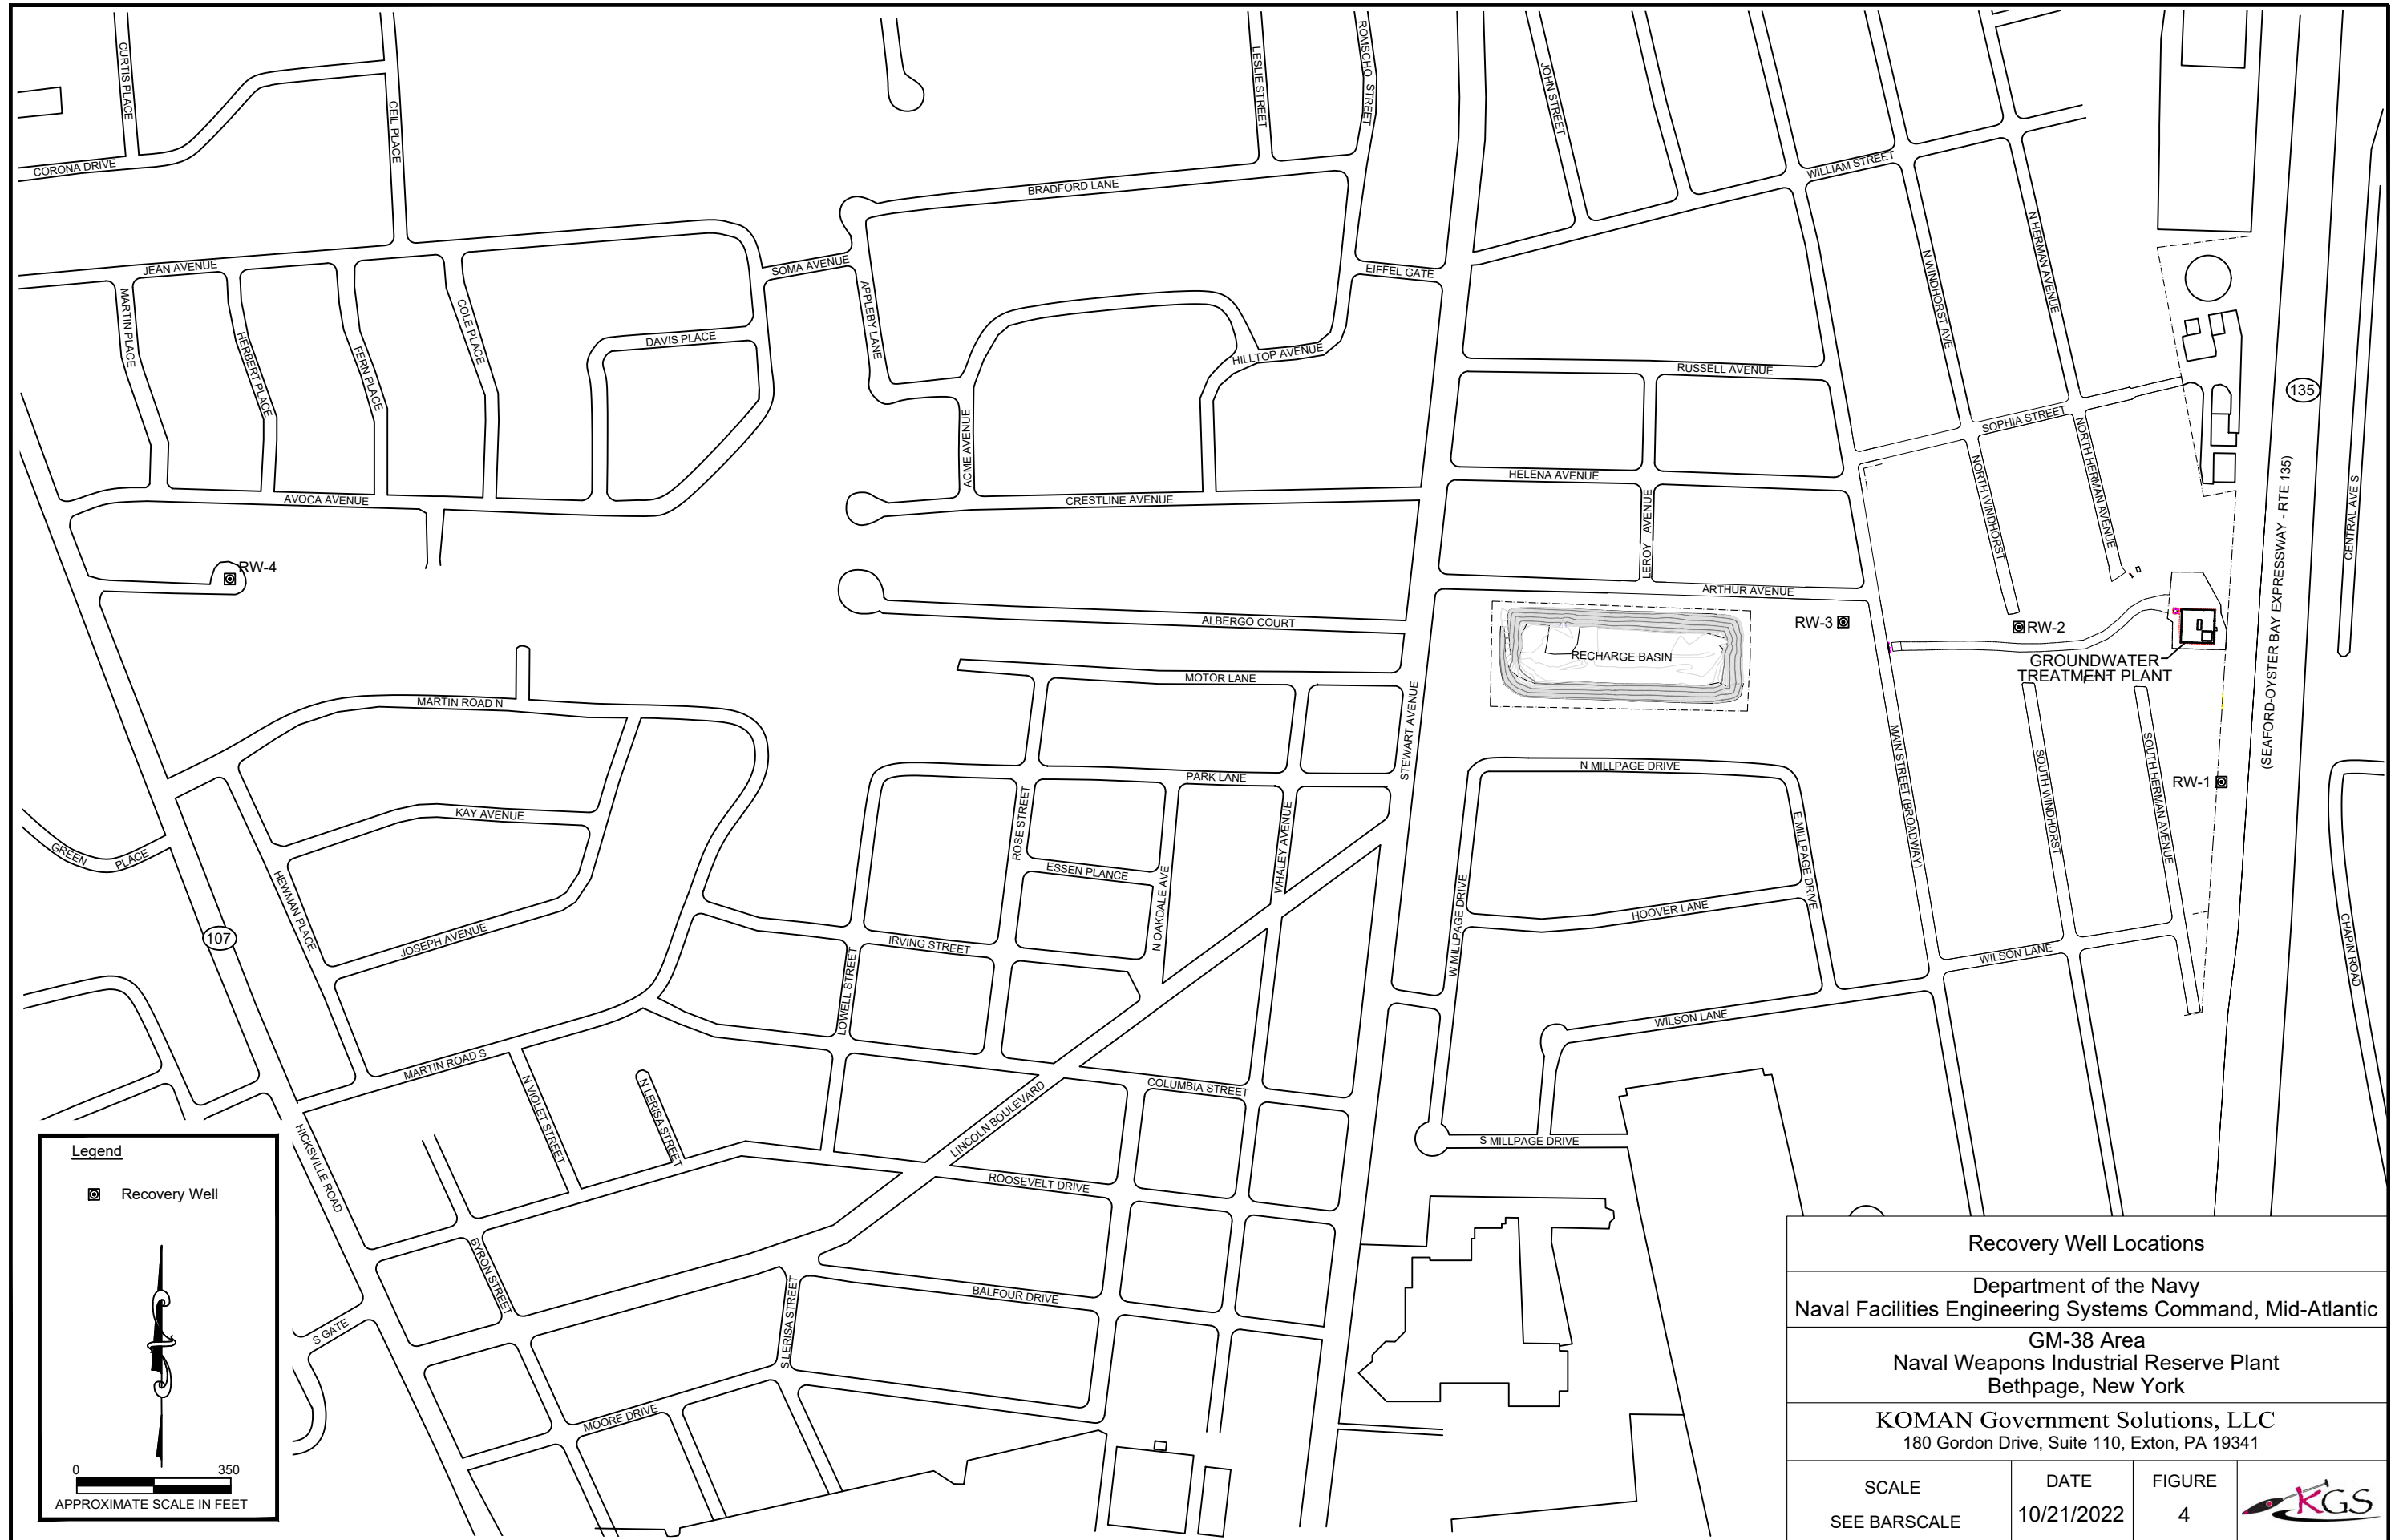 CURTIS PLACE
CEIL PLACE
LESLIE STREET
ROMSCHO STREET
JOHN STREET
CORONA DRIVE
BRADFORD LANE
WILLIAM STREET
N HERMAN AVENUE
N WINDHORST AVE
JEAN AVENUE
SOMA AVENUE
EIFFEL GATE
MARTIN PLACE
HERBERT PLACE
FERN PLACE
COLE PLACE
DAVIS PLACE
APPLEBY LANE
HILLTOP AVENUE
RUSSELL AVENUE
135
ACME AVENUE
SOPHIA STREET
NORTH HERMAN AVENUE
NORTH WINDHORST
AVOCA AVENUE
CRESTLINE AVENUE
HELENA AVENUE
LEROY AVENUE
(SEAFORD-OYSTER BAY EXPRESSWAY - RTE 135)
CENTRAL AVE S
RW-4
ARTHUR AVENUE
ALBERGO COURT
RW-3
RW-2
RECHARGE BASIN
GROUNDWATER
TREATMENT PLANT
MOTOR LANE
MARTIN ROAD N
STEWART AVENUE
MAIN STREET (BROADWAY)
SOUTH WINDHORST
SOUTH HERMAN AVENUE
RW-1
PARK LANE
N MILLPAGE DRIVE
KAY AVENUE
ROSE STREET
WHALEY AVENUE
E MILLPAGE DRIVE
GREEN PLACE
ESSEN PLANCE
N OAKDALE AVE
W MILLPAGE DRIVE
HOOVER LANE
HEWMAN PLACE
107
JOSEPH AVENUE
IRVING STREET
LOWELL STREET
WILSON LANE
CHAPIN ROAD
WILSON LANE
MARTIN ROAD S
N VIOLET STREET
N LERISA STREET
LINCOLN BOULEVARD
COLUMBIA STREET
S MILLPAGE DRIVE
HICKSVILLE ROAD
ROOSEVELT DRIVE
BYRON STREET
BALFOUR DRIVE
S LERISA STREET
S GATE
MOORE DRIVE
Legend
Recovery Well
0 350
APPROXIMATE SCALE IN FEET
Recovery Well Locations
Department of the Navy
Naval Facilities Engineering Systems Command, Mid-Atlantic
GM-38 Area
Naval Weapons Industrial Reserve Plant
Bethpage, New York
KOMAN Government Solutions, LLC
180 Gordon Drive, Suite 110, Exton, PA 19341
SCALE
SEE BARSCALE
DATE
10/21/2022
FIGURE
4
KGS